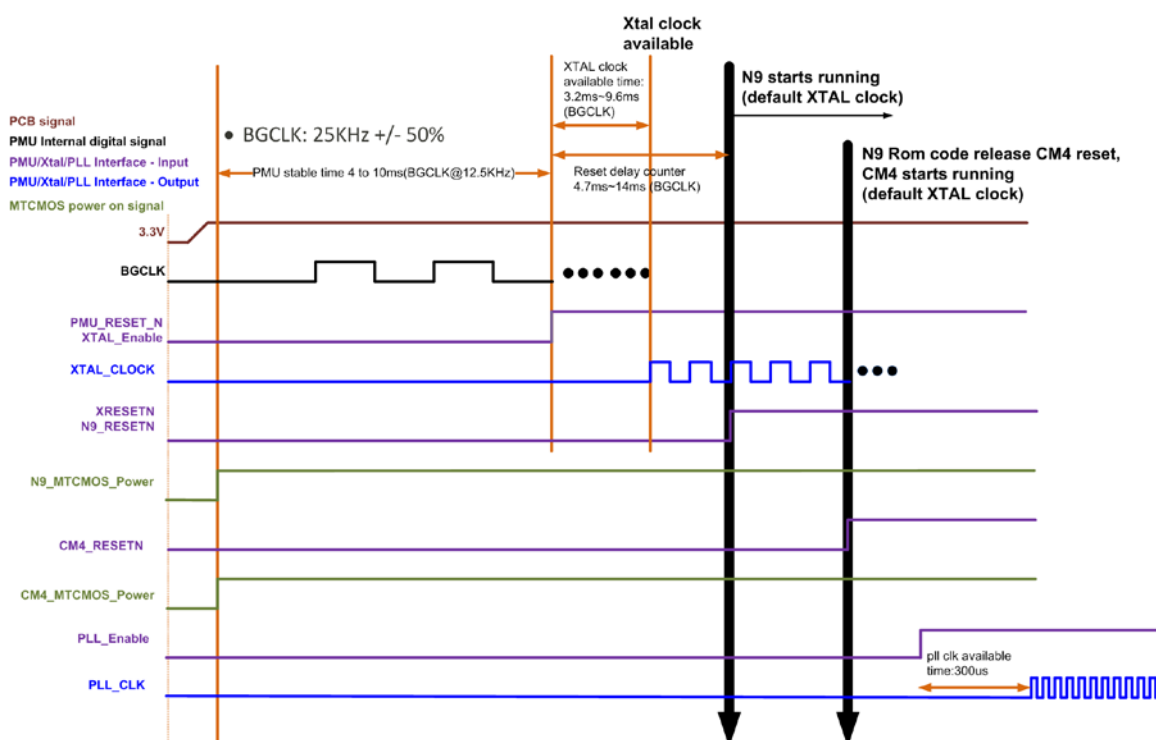 Xtal clock
available
XTAL clock
available time:
3.2ms~9.6ms
(BGCLK)
N9 starts running
(default XTAL clock)
PCB signal
PMU Internal digital signal
PMU/Xtal/PLL Interface - Input
PMU/Xtal/PLL Interface - Output
MTCMOS power on signal
● BGCLK: 25KHz +/- 50%
PMU stable time 4 to 10ms(BGCLK@12.5KHz)
Reset delay counter
4.7ms~14ms (BGCLK)
N9 Rom code release CM4 reset,
CM4 starts running
(default XTAL clock)
3.3V
BGCLK
PMU_RESET_N
XTAL_Enable
XTAL_CLOCK
XRESETN
N9_RESETN
N9_MTCMOS_Power
CM4_RESETN
CM4_MTCMOS_Power
PLL_Enable
pll clk available
time:300us
PLL_CLK